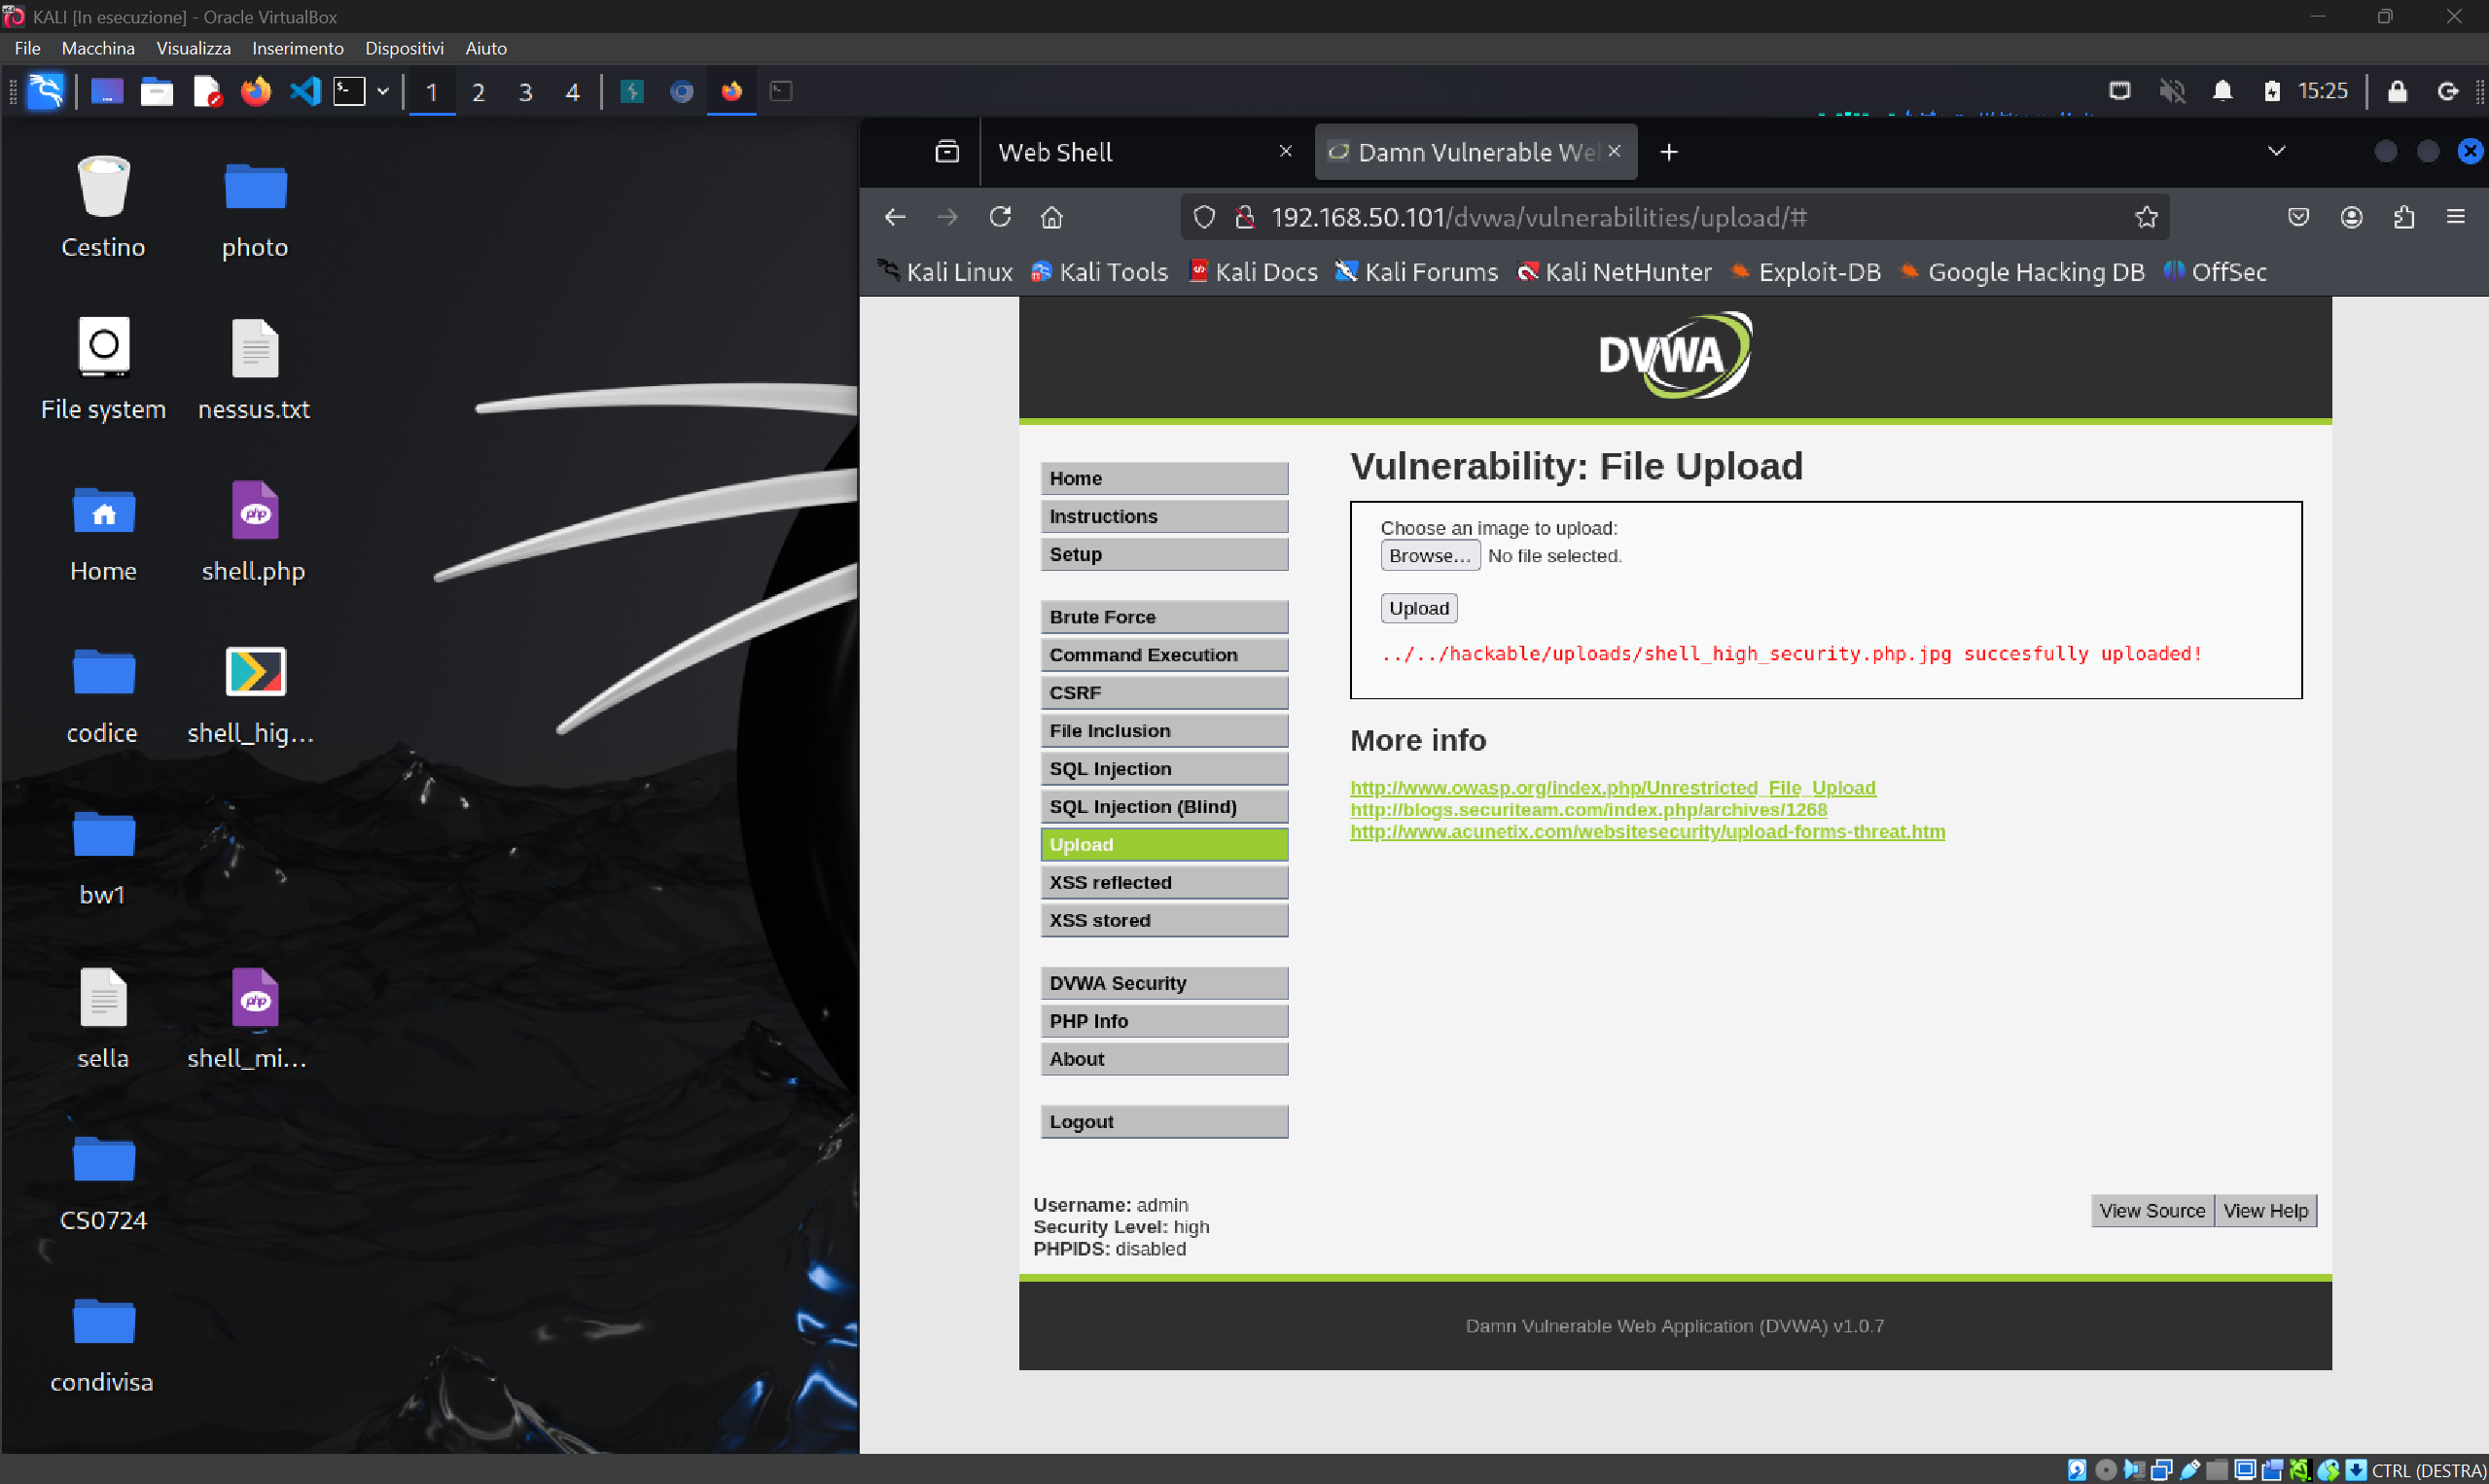 KALI [In esecuzione] - Oracle VirtualBox
File Macchina Visualizza Inserimento Dispositivi Aiuto
1 2 3 4 15:25
Cestino photo
File system nessus.txt
Home shell.php
codice shell_hig...
bw1
sella shell_mi...
CS0724
condivisa
Web Shell Damn Vulnerable We
192.168.50.101/dvwa/vulnerabilities/upload/#
Kali Linux Kali Tools Kali Docs Kali Forums Kali NetHunter Exploit-DB Google Hacking DB OffSec
DVWA
Home
Instructions
Setup
Brute Force
Command Execution
CSRF
File Inclusion
SQL Injection
SQL Injection (Blind)
Upload
XSS reflected
XSS stored
DVWA Security
PHP Info
About
Logout
Vulnerability: File Upload
Choose an image to upload:
Browse... No file selected.
Upload
../../hackable/uploads/shell_high_security.php.jpg succesfully uploaded!
More info
http://www.owasp.org/index.php/Unrestricted_File_Upload
http://blogs.securiteam.com/index.php/archives/1268
http://www.acunetix.com/websitesecurity/upload-forms-threat.htm
Username: admin
Security Level: high
PHPIDS: disabled
View Source View Help
Damn Vulnerable Web Application (DVWA) v1.0.7
CTRL (DESTRA)